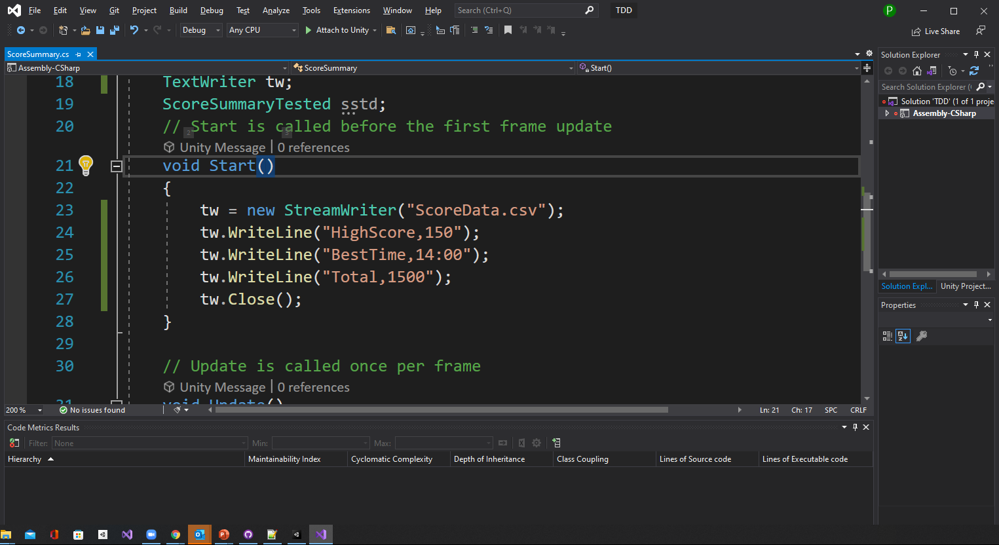 File Edit View Git Project Build Debug Test Analyze Tools Extensions Window Help Search (Ctrl+Q) TDD P
Debug Any CPU Attach to Unity Live Share
ScoreSummary.cs
Assembly-CSharp ScoreSummary Start()
18 TextWriter tw;
19 ScoreSummaryTested sstd;
20 // Start is called before the first frame update
2 3
Unity Message | 0 references
21 void Start()
22 {
23 tw = new StreamWriter("ScoreData.csv");
24 tw.WriteLine("HighScore,150");
25 tw.WriteLine("BestTime,14:00");
26 tw.WriteLine("Total,1500");
27 tw.Close();
28 }
29
30 // Update is called once per frame
Unity Message | 0 references
31 void Update()
200 % No issues found Ln: 21 Ch: 17 SPC CRLF
Solution Explorer
Search Solution Explorer (
Solution 'TDD' (1 of 1 proje
Assembly-CSharp
Solution Expl... Unity Project...
Properties
Code Metrics Results
Filter: None Min: Max:
Hierarchy Maintainability Index Cyclomatic Complexity Depth of Inheritance Class Coupling Lines of Source code Lines of Executable code